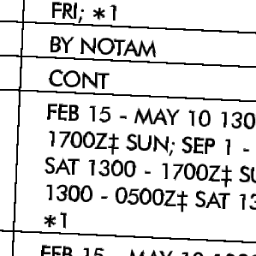 FRI; *1
BY NOTAM
CONT
FEB 15 - MAY 10 130
1700Z‡ SUN; SEP 1 -
SAT 1300 - 1700Z‡ SU
1300 - 0500Z‡ SAT 13
*1
FEB 15 - MAY 10 1300